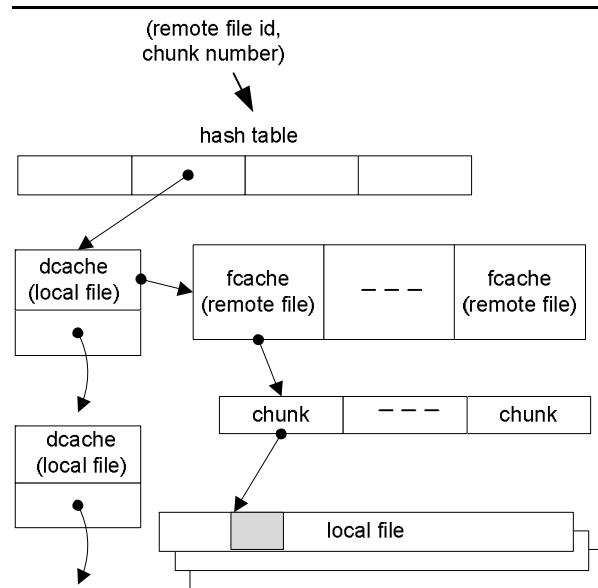 (remote file id,
chunk number)
hash table
dcache
(local file)
fcache
(remote file)
– – –
fcache
(remote file)
chunk
– – –
chunk
dcache
(local file)
local file